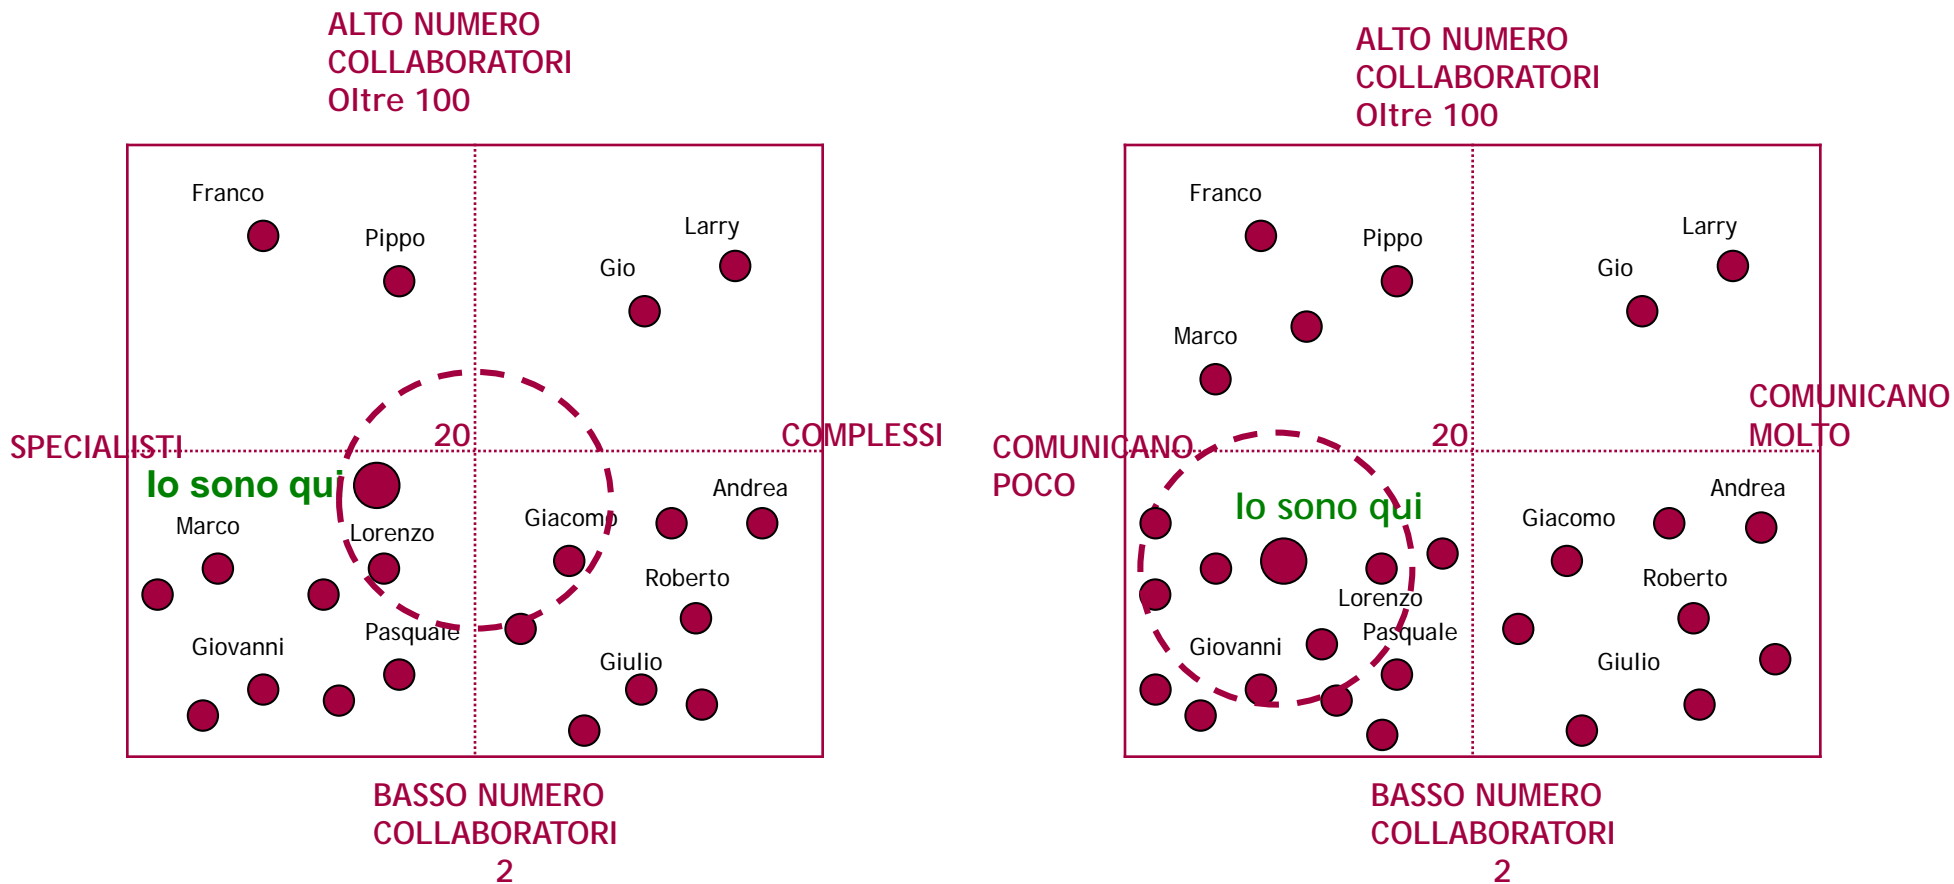 ALTO NUMERO
COLLABORATORI
Oltre 100
Franco
Pippo
Larry
Gio
SPECIALISTI
20
COMPLESSI
Io sono qui
Marco
Lorenzo
Giacomo
Andrea
Roberto
Giovanni
Pasquale
Giulio
BASSO NUMERO
COLLABORATORI
2
ALTO NUMERO
COLLABORATORI
Oltre 100
Franco
Pippo
Larry
Gio
Marco
COMUNICANO
POCO
20
COMUNICANO
MOLTO
Io sono qui
Giacomo
Andrea
Lorenzo
Roberto
Giovanni
Pasquale
Giulio
BASSO NUMERO
COLLABORATORI
2